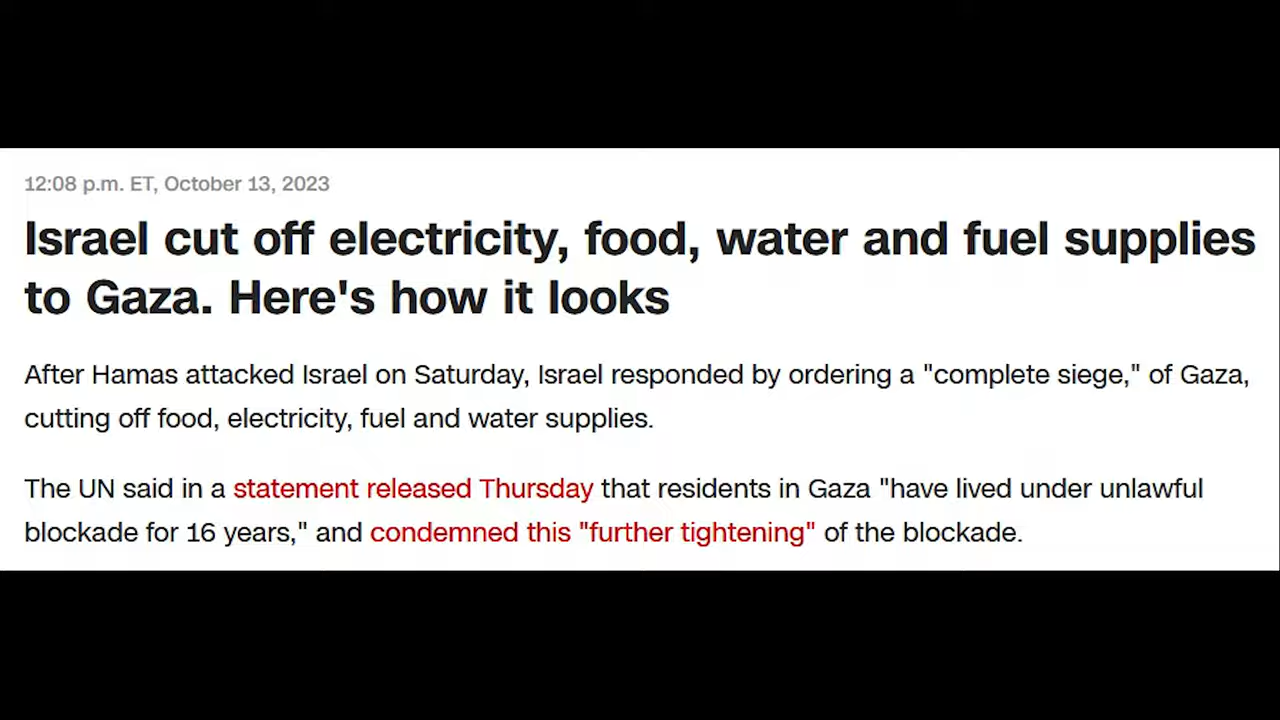 12:08 p.m. ET, October 13, 2023
Israel cut off electricity, food, water and fuel supplies
to Gaza. Here's how it looks
After Hamas attacked Israel on Saturday, Israel responded by ordering a "complete siege," of Gaza,
cutting off food, electricity, fuel and water supplies.
The UN said in a statement released Thursday that residents in Gaza "have lived under unlawful
blockade for 16 years," and condemned this "further tightening" of the blockade.